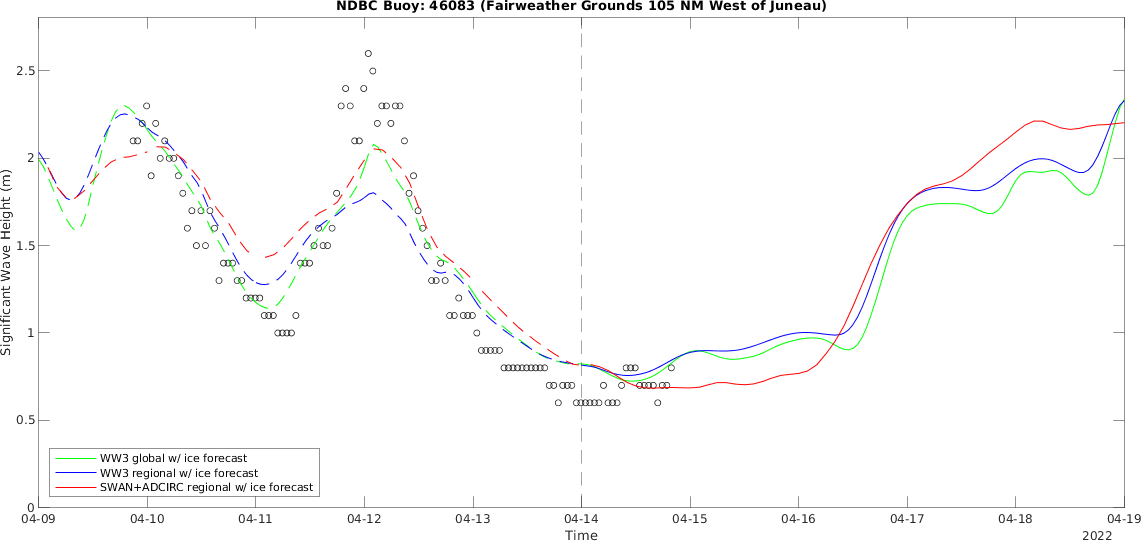 NDBC Buoy: 46083 (Fairweather Grounds 105 NM West of Juneau)
Significant Wave Height (m)
2.5
2
1.5
1
0.5
0
WW3 global w/ ice forecast
WW3 regional w/ ice forecast
SWAN+ADCIRC regional w/ ice forecast
04-09 04-10 04-11 04-12 04-13 04-14 04-15 04-16 04-17 04-18 04-19
Time
2022